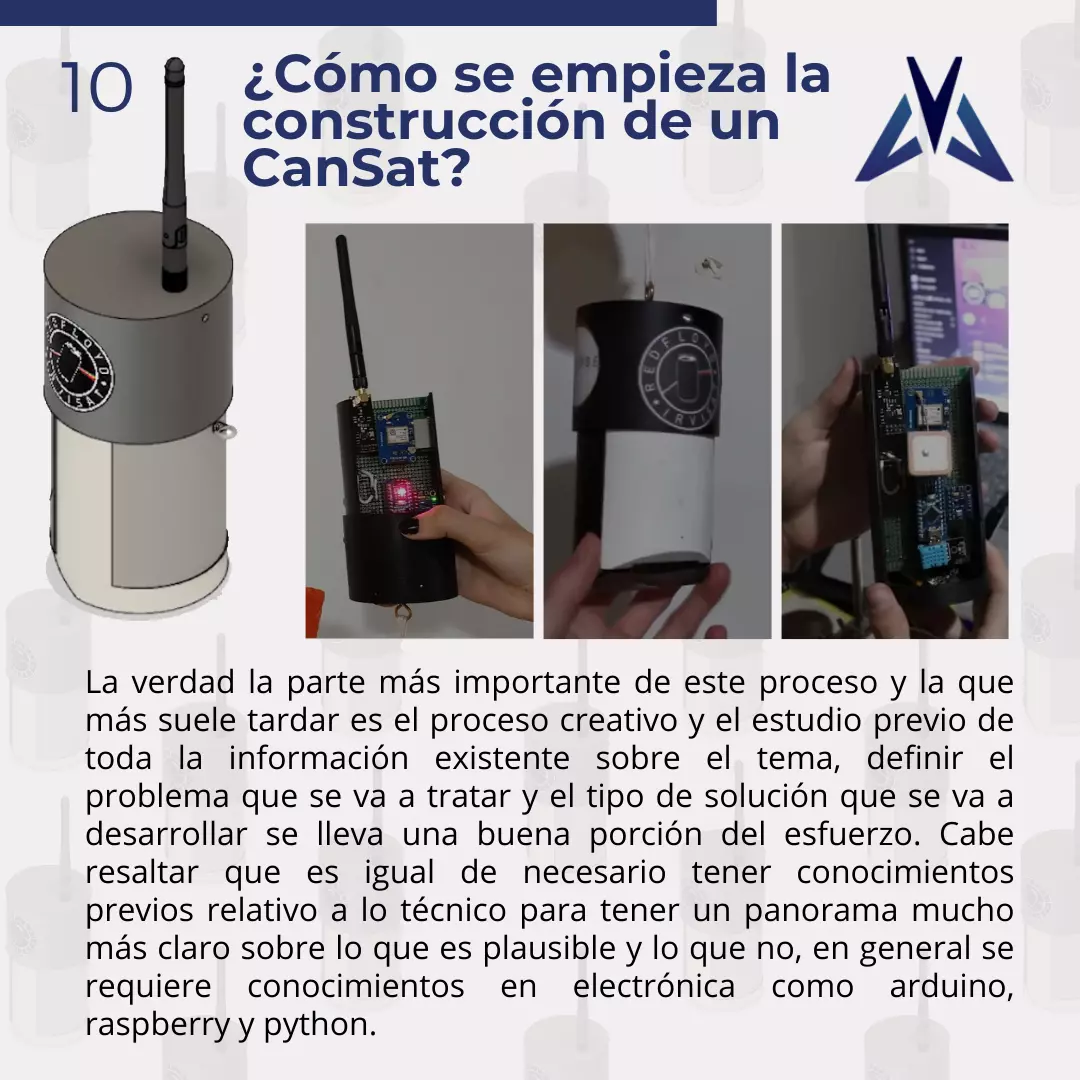 10
¿Cómo se empieza la
construcción de un
CanSat?
REDFLOYD
La verdad la parte más importante de este proceso y la que
más suele tardar es el proceso creativo y el estudio previo de
toda la información existente sobre el tema, definir el
problema que se va a tratar y el tipo de solución que se va a
desarrollar se lleva una buena porción del esfuerzo. Cabe
resaltar que es igual de necesario tener conocimientos
previos relativo a lo técnico para tener un panorama mucho
más claro sobre lo que es plausible y lo que no, en general se
requiere conocimientos en electrónica como arduino,
raspberry y python.